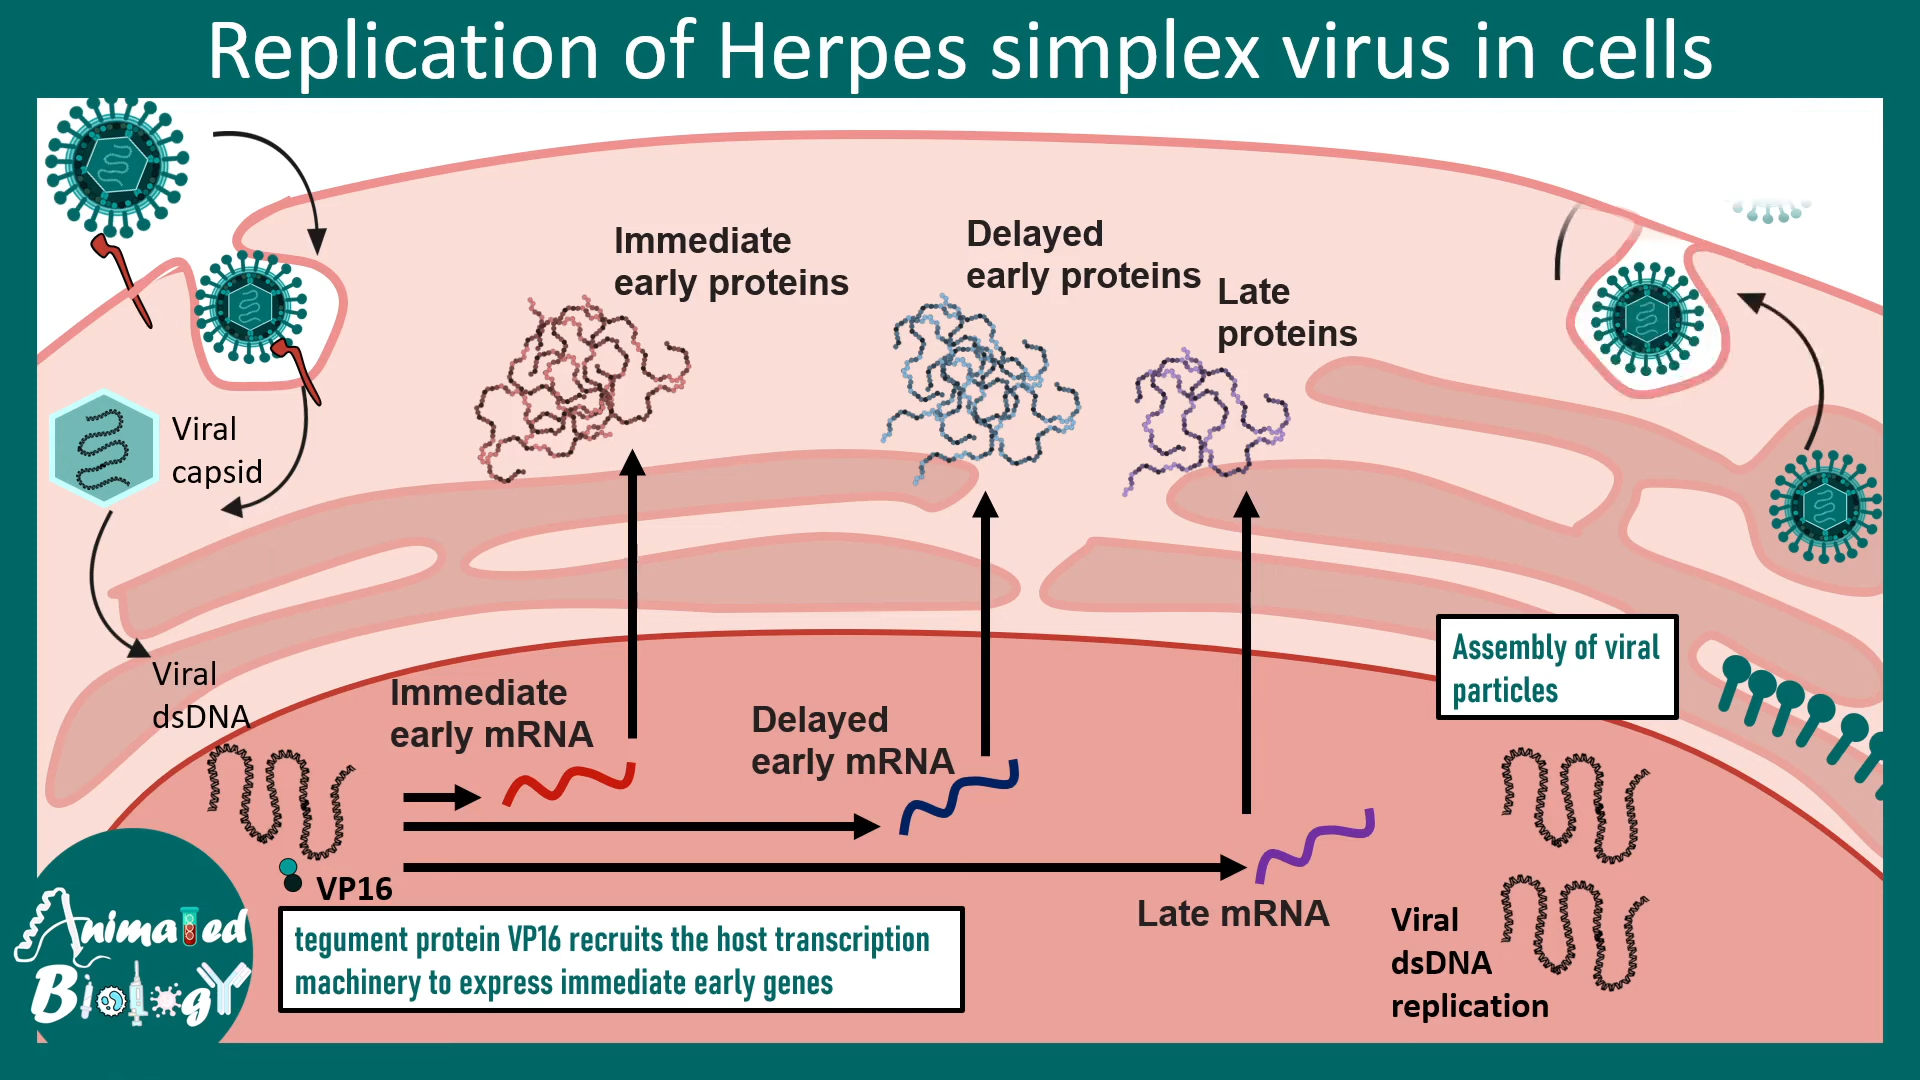 Replication of Herpes simplex virus in cells
Immediate
early proteins
Delayed
early proteins
Late
proteins
Viral
capsid
Viral
dsDNA
Immediate
early mRNA
Delayed
early mRNA
Assembly of viral
particles
VP16
Late mRNA
Viral
dsDNA
replication
tegument protein VP16 recruits the host transcription
machinery to express immediate early genes
Animated
Biology